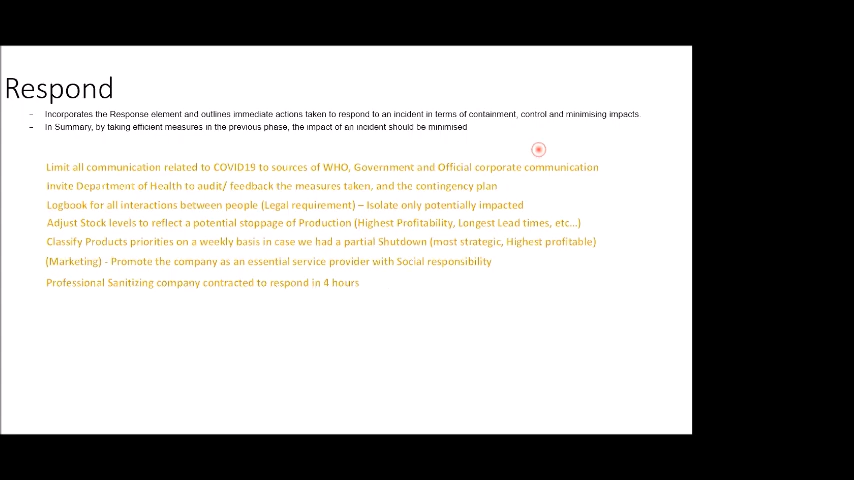 Respond
– Incorporates the Response element and outlines immediate actions taken to respond to an incident in terms of containment, control and minimising impacts.
– In Summary, by taking efficient measures in the previous phase, the impact of an incident should be minimised
Limit all communication related to COVID19 to sources of WHO, Government and Official corporate communication
Invite Department of Health to audit/ feedback the measures taken, and the contingency plan
Logbook for all interactions between people (Legal requirement) – Isolate only potentially impacted
Adjust Stock levels to reflect a potential stoppage of Production (Highest Profitability, Longest Lead times, etc...)
Classify Products priorities on a weekly basis in case we had a partial Shutdown (most strategic, Highest profitable)
(Marketing) - Promote the company as an essential service provider with Social responsibility
Professional Sanitizing company contracted to respond in 4 hours